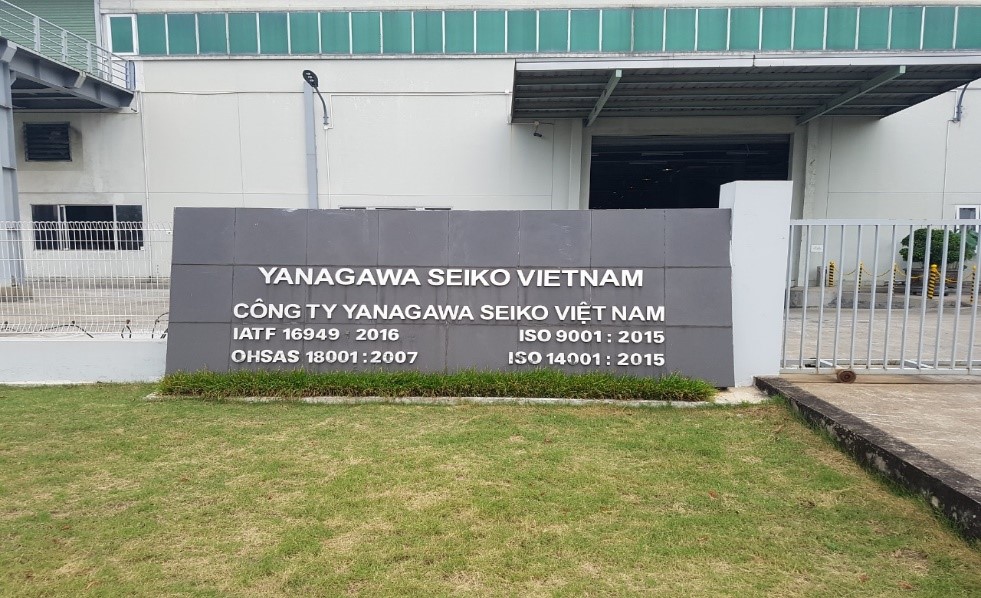 YANAGAWA SEIKO VIETNAM
CÔNG TY YANAGAWA SEIKO VIỆT NAM
IATF 16949 : 2016 ISO 9001 : 2015
OHSAS 18001 : 2007 ISO 14001 : 2015